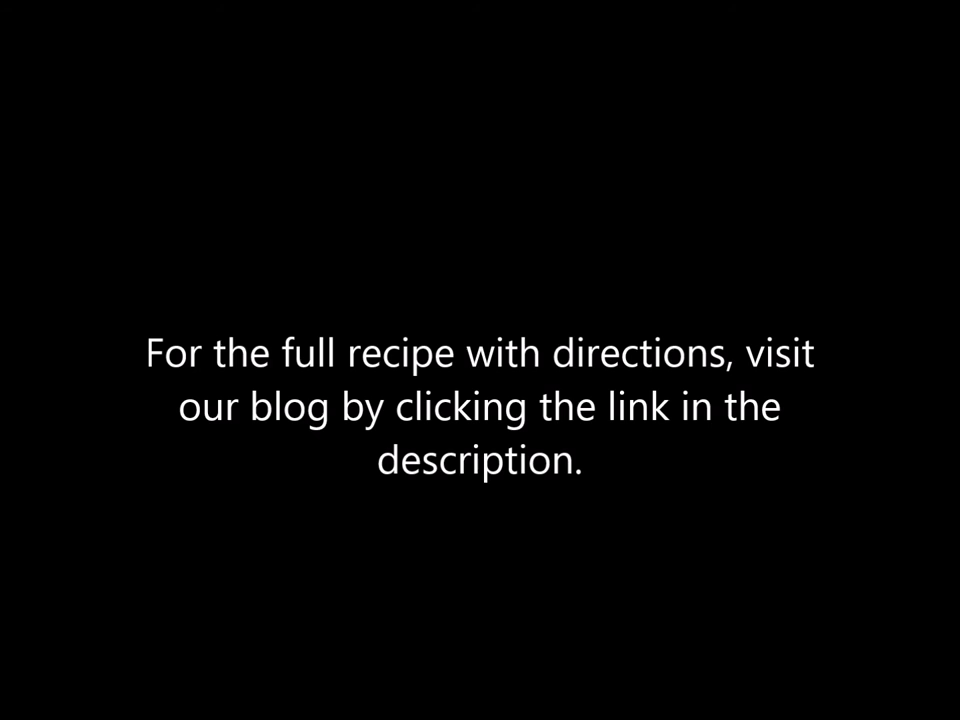 For the full recipe with directions, visit
our blog by clicking the link in the
description.